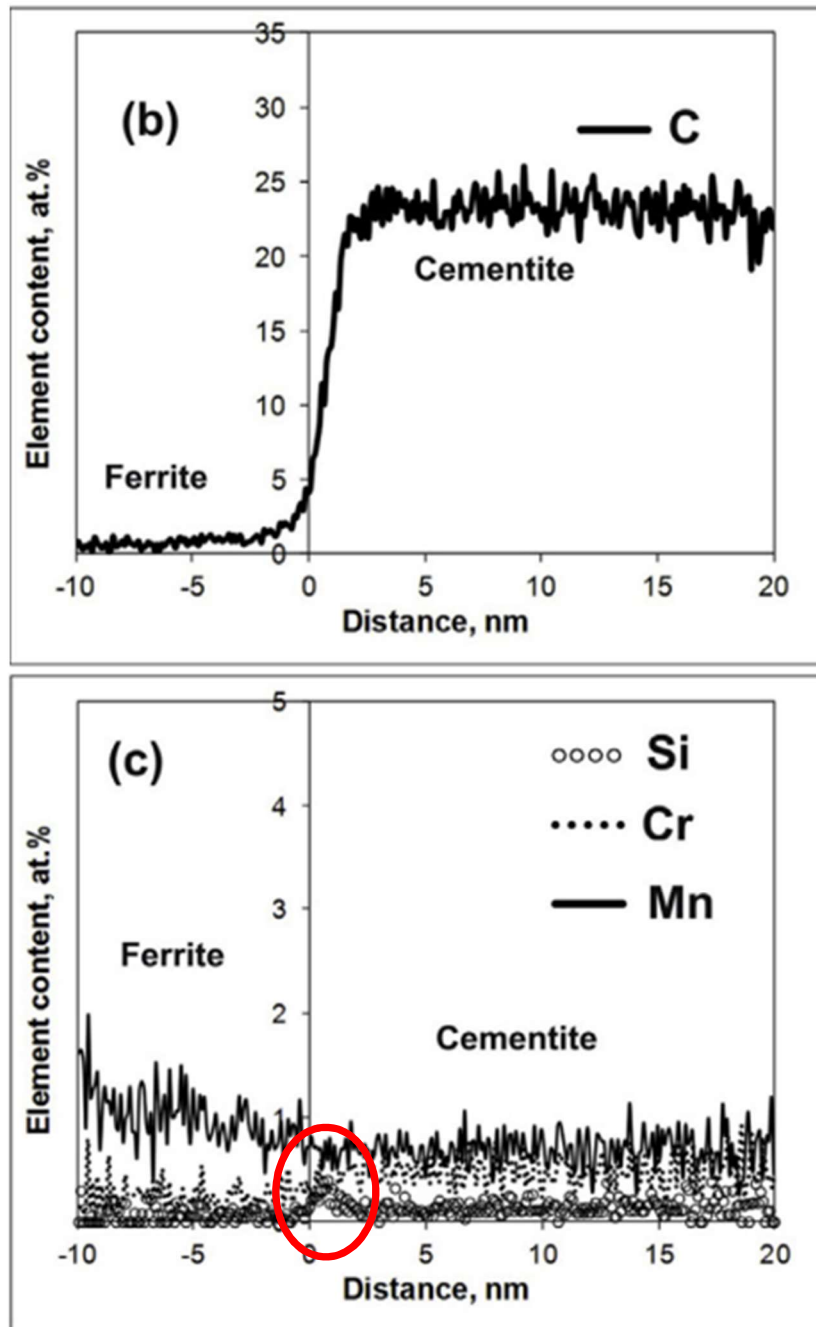 35
(b)
30
C
25
20
Cementite
15
10
Ferrite
5
0
-10 -5 0 5 10 15 20
Distance, nm
Element content, at.%
5
(c)
Si
4
Cr
Mn
3
Ferrite
2
Cementite
1
-10 -5 0 5 10 15 20
Distance, nm
Element content, at.%